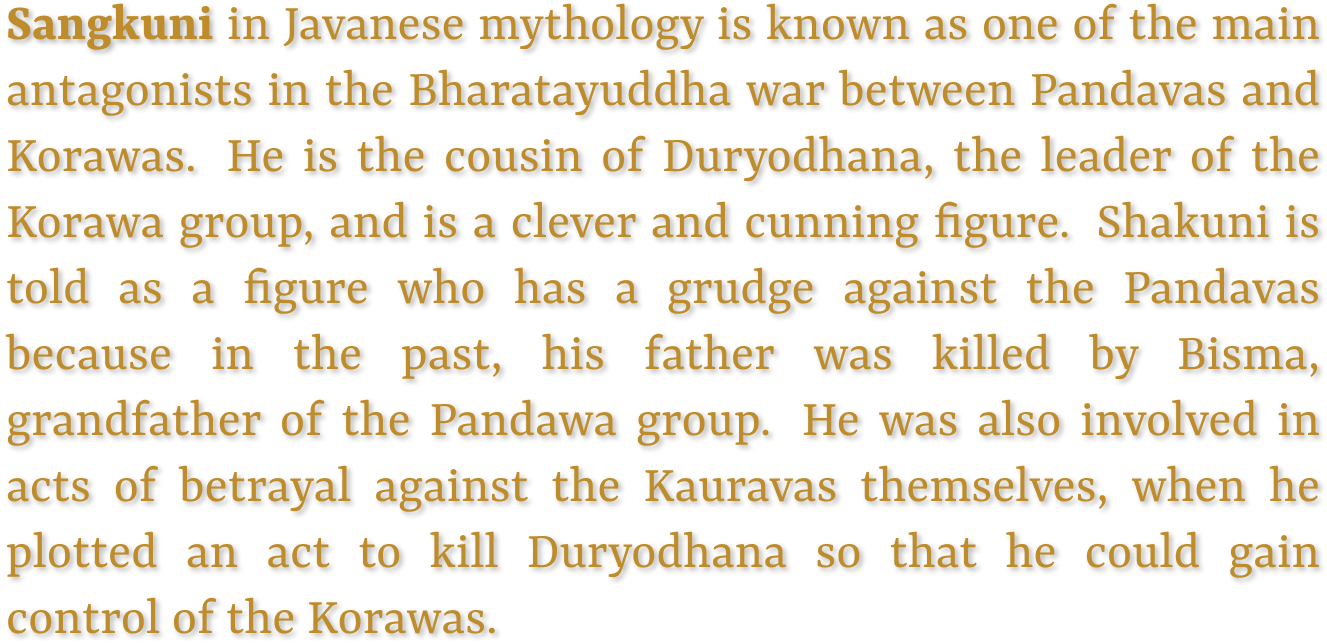 Sangkuni in Javanese mythology is known as one of the main
antagonists in the Bharatayuddha war between Pandavas and
Korawas. He is the cousin of Duryodhana, the leader of the
Korawa group, and is a clever and cunning figure. Shakuni is
told as a figure who has a grudge against the Pandavas
because in the past, his father was killed by Bisma,
grandfather of the Pandawa group. He was also involved in
acts of betrayal against the Kauravas themselves, when he
plotted an act to kill Duryodhana so that he could gain
control of the Korawas.